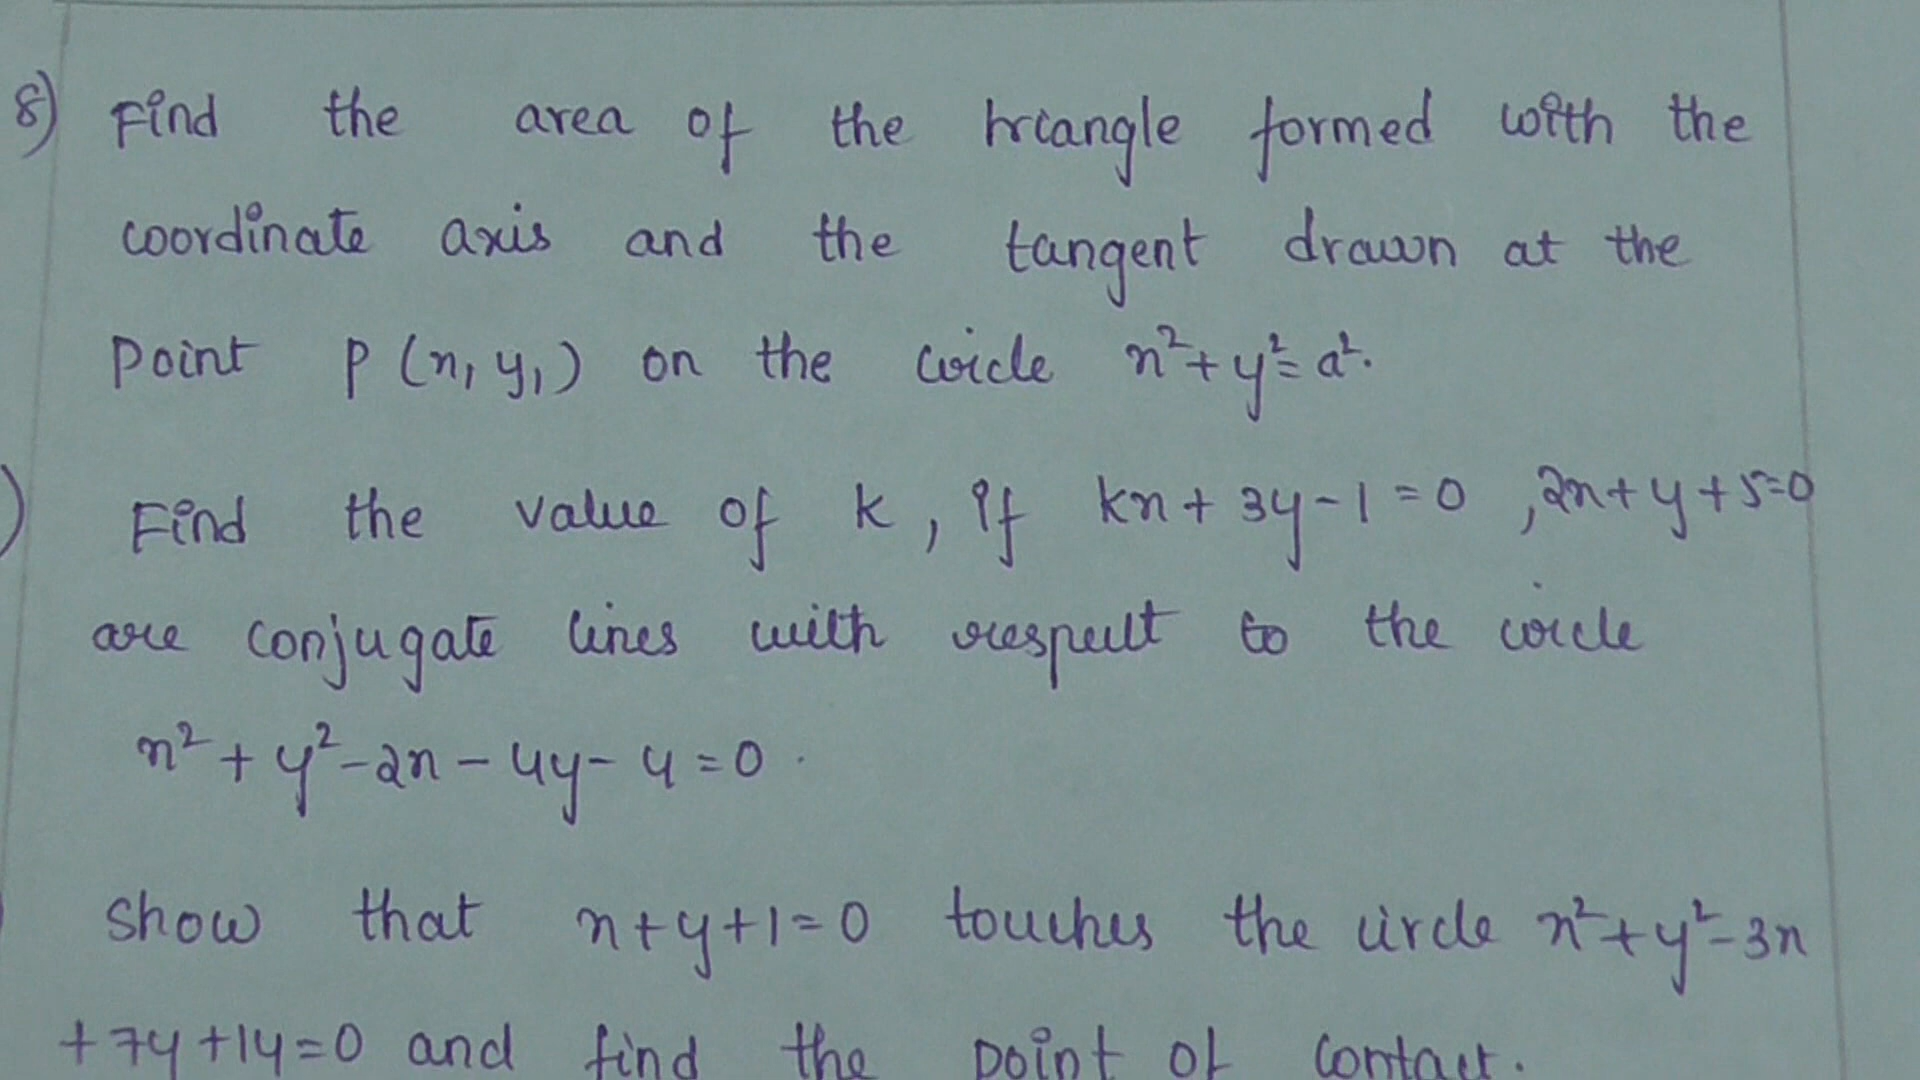 8) Find the area of the triangle formed with the
coordinate axis and the tangent drawn at the
point P (x₁ y₁) on the circle x²+y²=a².
) Find the value of k, if kx+3y-1=0, 2x+y+5=0
are conjugate lines with respect to the circle
x²+y²-2x-4y-4=0.
Show that x+y+1=0 touches the circle x²+y²-3x
+7y+14=0 and find the point of contact.